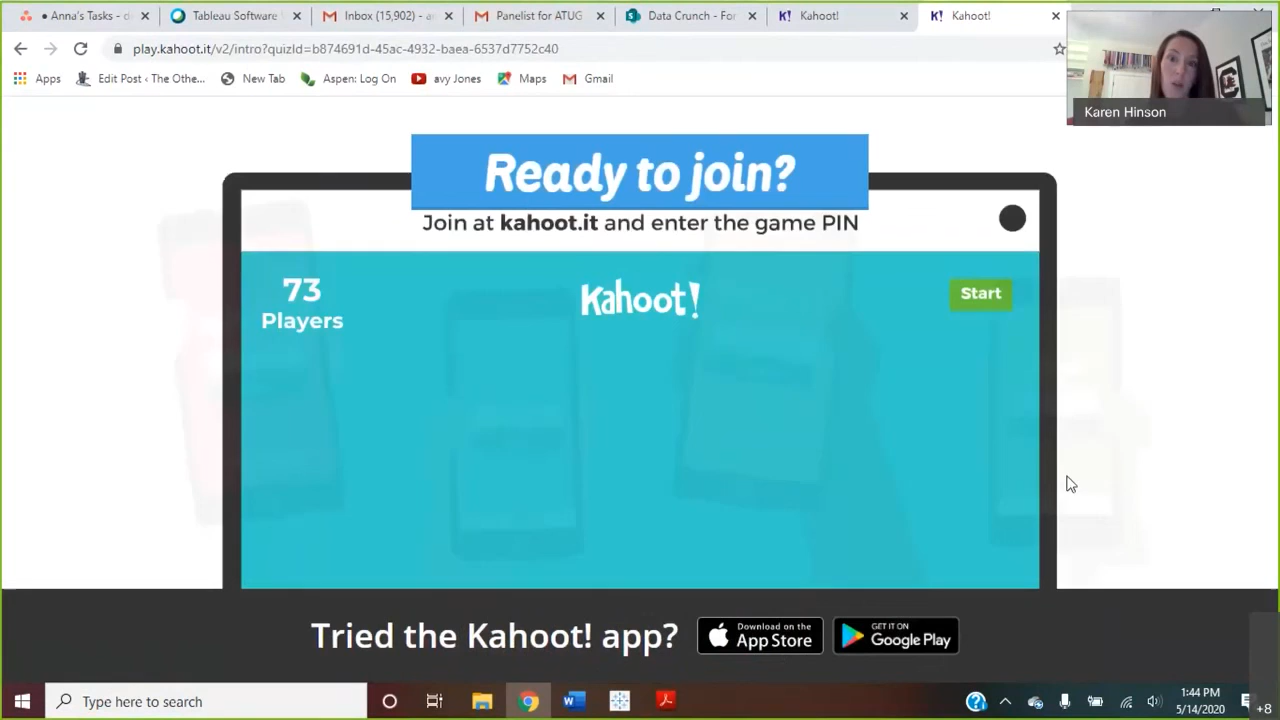 Anna's Tasks - d
Tableau Software
Inbox (15,902) - a
Panelist for ATUG
Data Crunch - For
Kahoot!
Kahoot!
play.kahoot.it/v2/intro?quizId=b874691d-45ac-4932-baea-6537d7752c40
Apps
Edit Post ‹ The Othe...
New Tab
Aspen: Log On
avy Jones
Maps
Gmail
Karen Hinson
Ready to join?
Join at kahoot.it and enter the game PIN
73
Players
Kahoot!
Start
Tried the Kahoot! app?
Download on the
App Store
GET IT ON
Google Play
Type here to search
1:44 PM
5/14/2020
+8